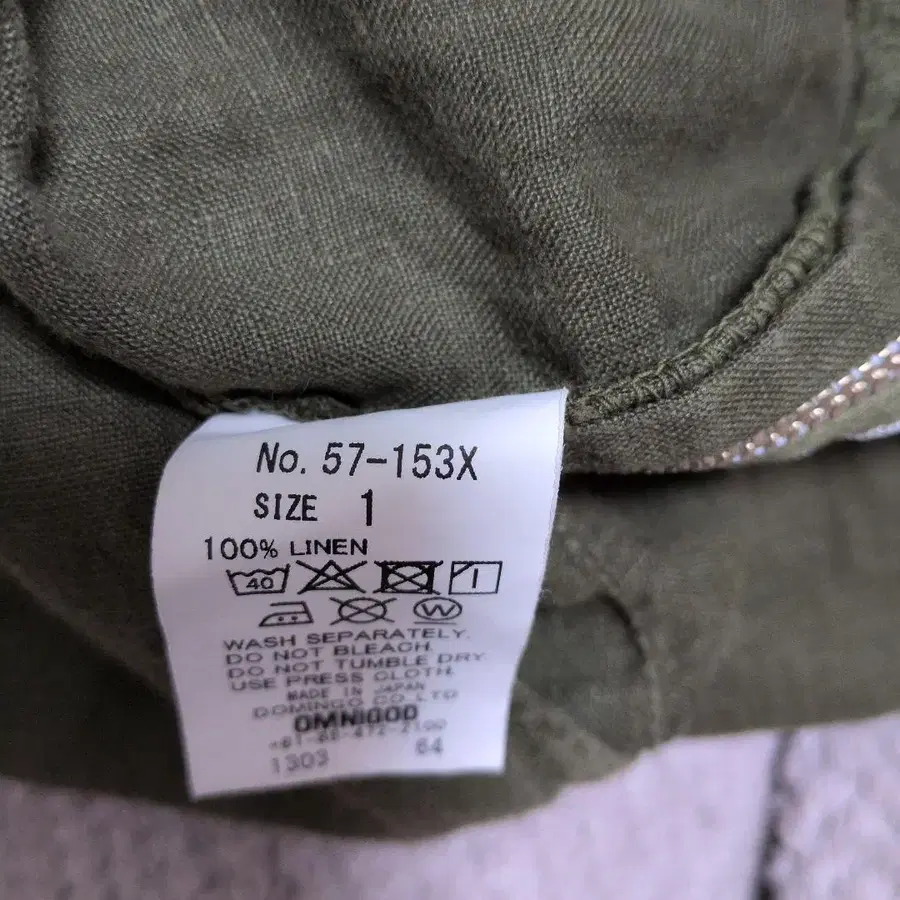 No. 57-153X
SIZE 1
100% LINEN
40
W
WASH SEPARATELY.
DO NOT BLEACH.
DO NOT TUMBLE DRY.
USE PRESS CLOTH.
MADE IN JAPAN
DOMINGO CO.LTD
OMNIGOD
1303 64